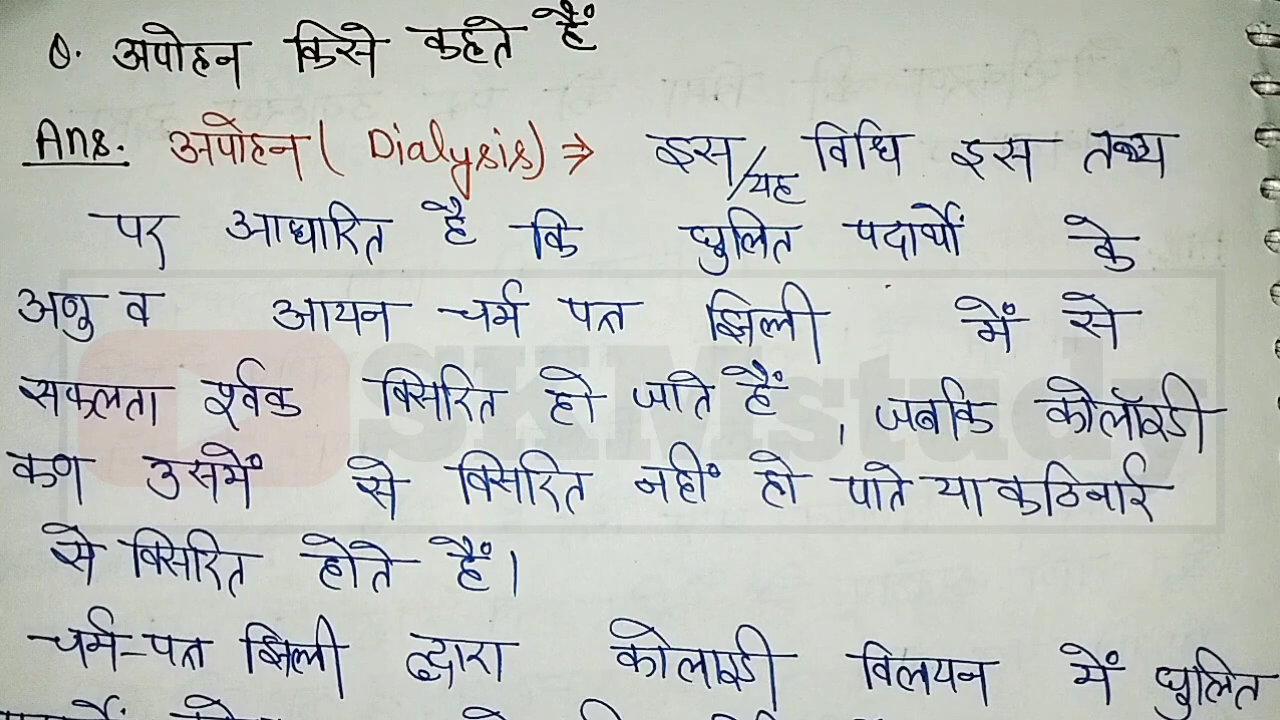 Q. अपोहन किसे कहते हैं
Ans. अपोहन ( Dialysis) ⇒ इस/यह विधि इस तथ्य
पर आधारित है कि घुलित पदार्थों के
अणु व आयन चर्म पत्र झिल्ली में से
सफलता पूर्वक विसरित हो जाते हैं, जबकि कोलॉइडी
कण उसमें से विसरित नहीं हो पाते या कठिनाई
से विसरित होते हैं।
चर्म-पत्र झिल्ली द्वारा कोलाइडी विलयन में घुलित
SKMstudy